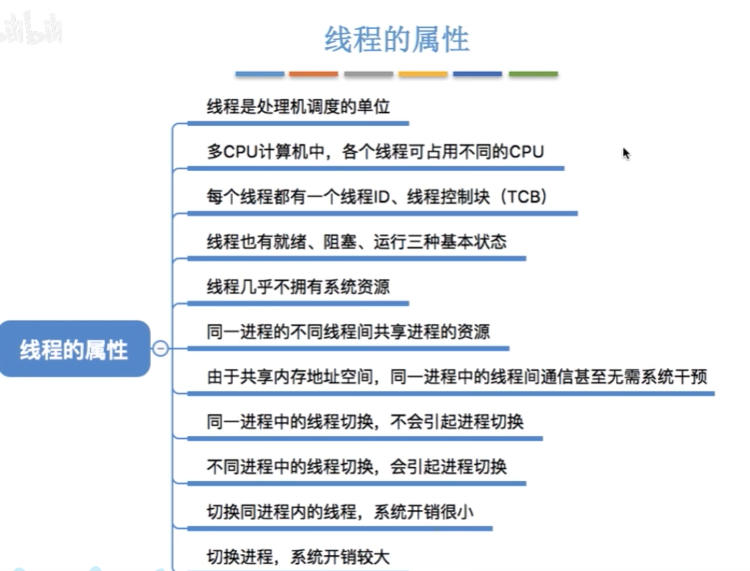 线程的属性
线程是处理机调度的单位
多CPU计算机中，各个线程可占用不同的CPU
每个线程都有一个线程ID、线程控制块（TCB）
线程也有就绪、阻塞、运行三种基本状态
线程几乎不拥有系统资源
同一进程的不同线程间共享进程的资源
线程的属性
由于共享内存地址空间，同一进程中的线程间通信甚至无需系统干预
同一进程中的线程切换，不会引起进程切换
不同进程中的线程切换，会引起进程切换
切换同进程内的线程，系统开销很小
切换进程，系统开销较大